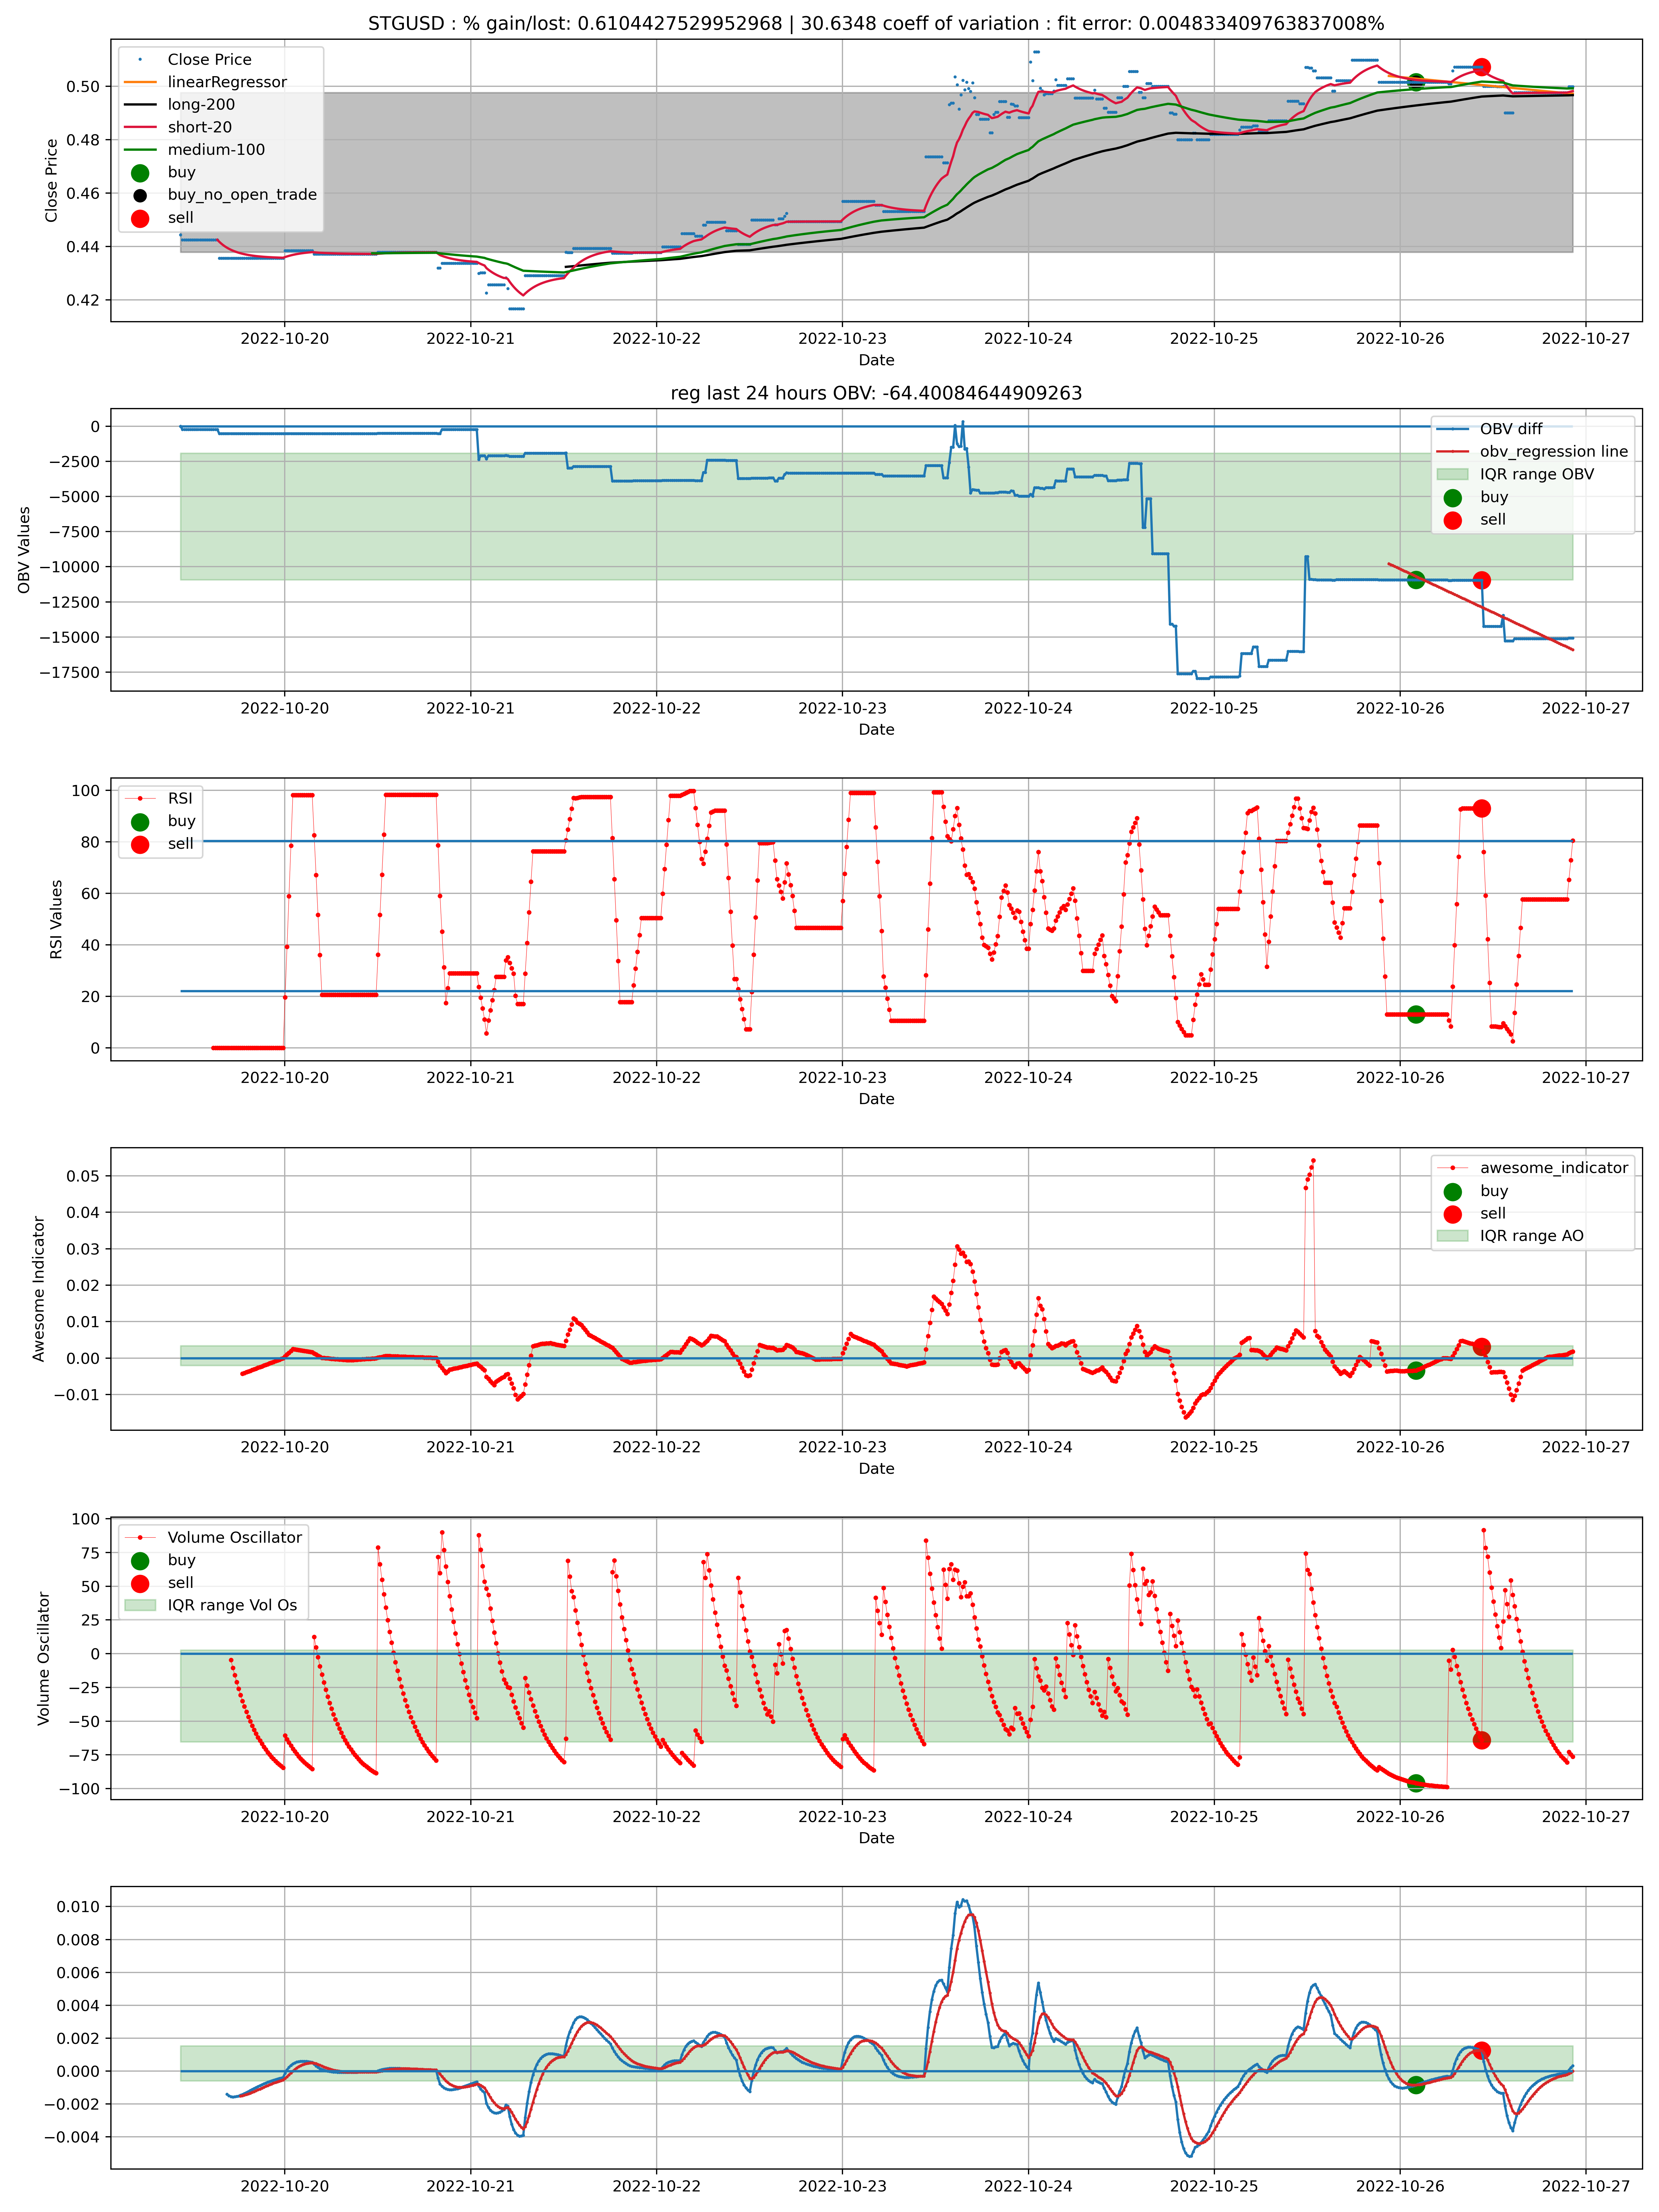 STGUSD : % gain/lost: 0.6104427529952968 | 30.6348 coeff of variation : fit error: 0.004833409763837008%
Close Price
linearRegressor
long-200
short-20
medium-100
buy
buy_no_open_trade
sell
0.50
0.48
0.46
0.44
0.42
Close Price
2022-10-20 2022-10-21 2022-10-22 2022-10-23 2022-10-24 2022-10-25 2022-10-26 2022-10-27
Date
reg last 24 hours OBV: -64.40084644909263
OBV diff
obv_regression line
IQR range OBV
buy
sell
0
−2500
−5000
−7500
−10000
−12500
−15000
−17500
OBV Values
2022-10-20 2022-10-21 2022-10-22 2022-10-23 2022-10-24 2022-10-25 2022-10-26 2022-10-27
Date
RSI
buy
sell
100
80
60
40
20
0
RSI Values
2022-10-20 2022-10-21 2022-10-22 2022-10-23 2022-10-24 2022-10-25 2022-10-26 2022-10-27
Date
awesome_indicator
buy
sell
IQR range AO
0.05
0.04
0.03
0.02
0.01
0.00
−0.01
Awesome Indicator
2022-10-20 2022-10-21 2022-10-22 2022-10-23 2022-10-24 2022-10-25 2022-10-26 2022-10-27
Date
Volume Oscillator
buy
sell
IQR range Vol Os
100
75
50
25
0
−25
−50
−75
−100
Volume Oscillator
2022-10-20 2022-10-21 2022-10-22 2022-10-23 2022-10-24 2022-10-25 2022-10-26 2022-10-27
Date
0.010
0.008
0.006
0.004
0.002
0.000
−0.002
−0.004
2022-10-20 2022-10-21 2022-10-22 2022-10-23 2022-10-24 2022-10-25 2022-10-26 2022-10-27